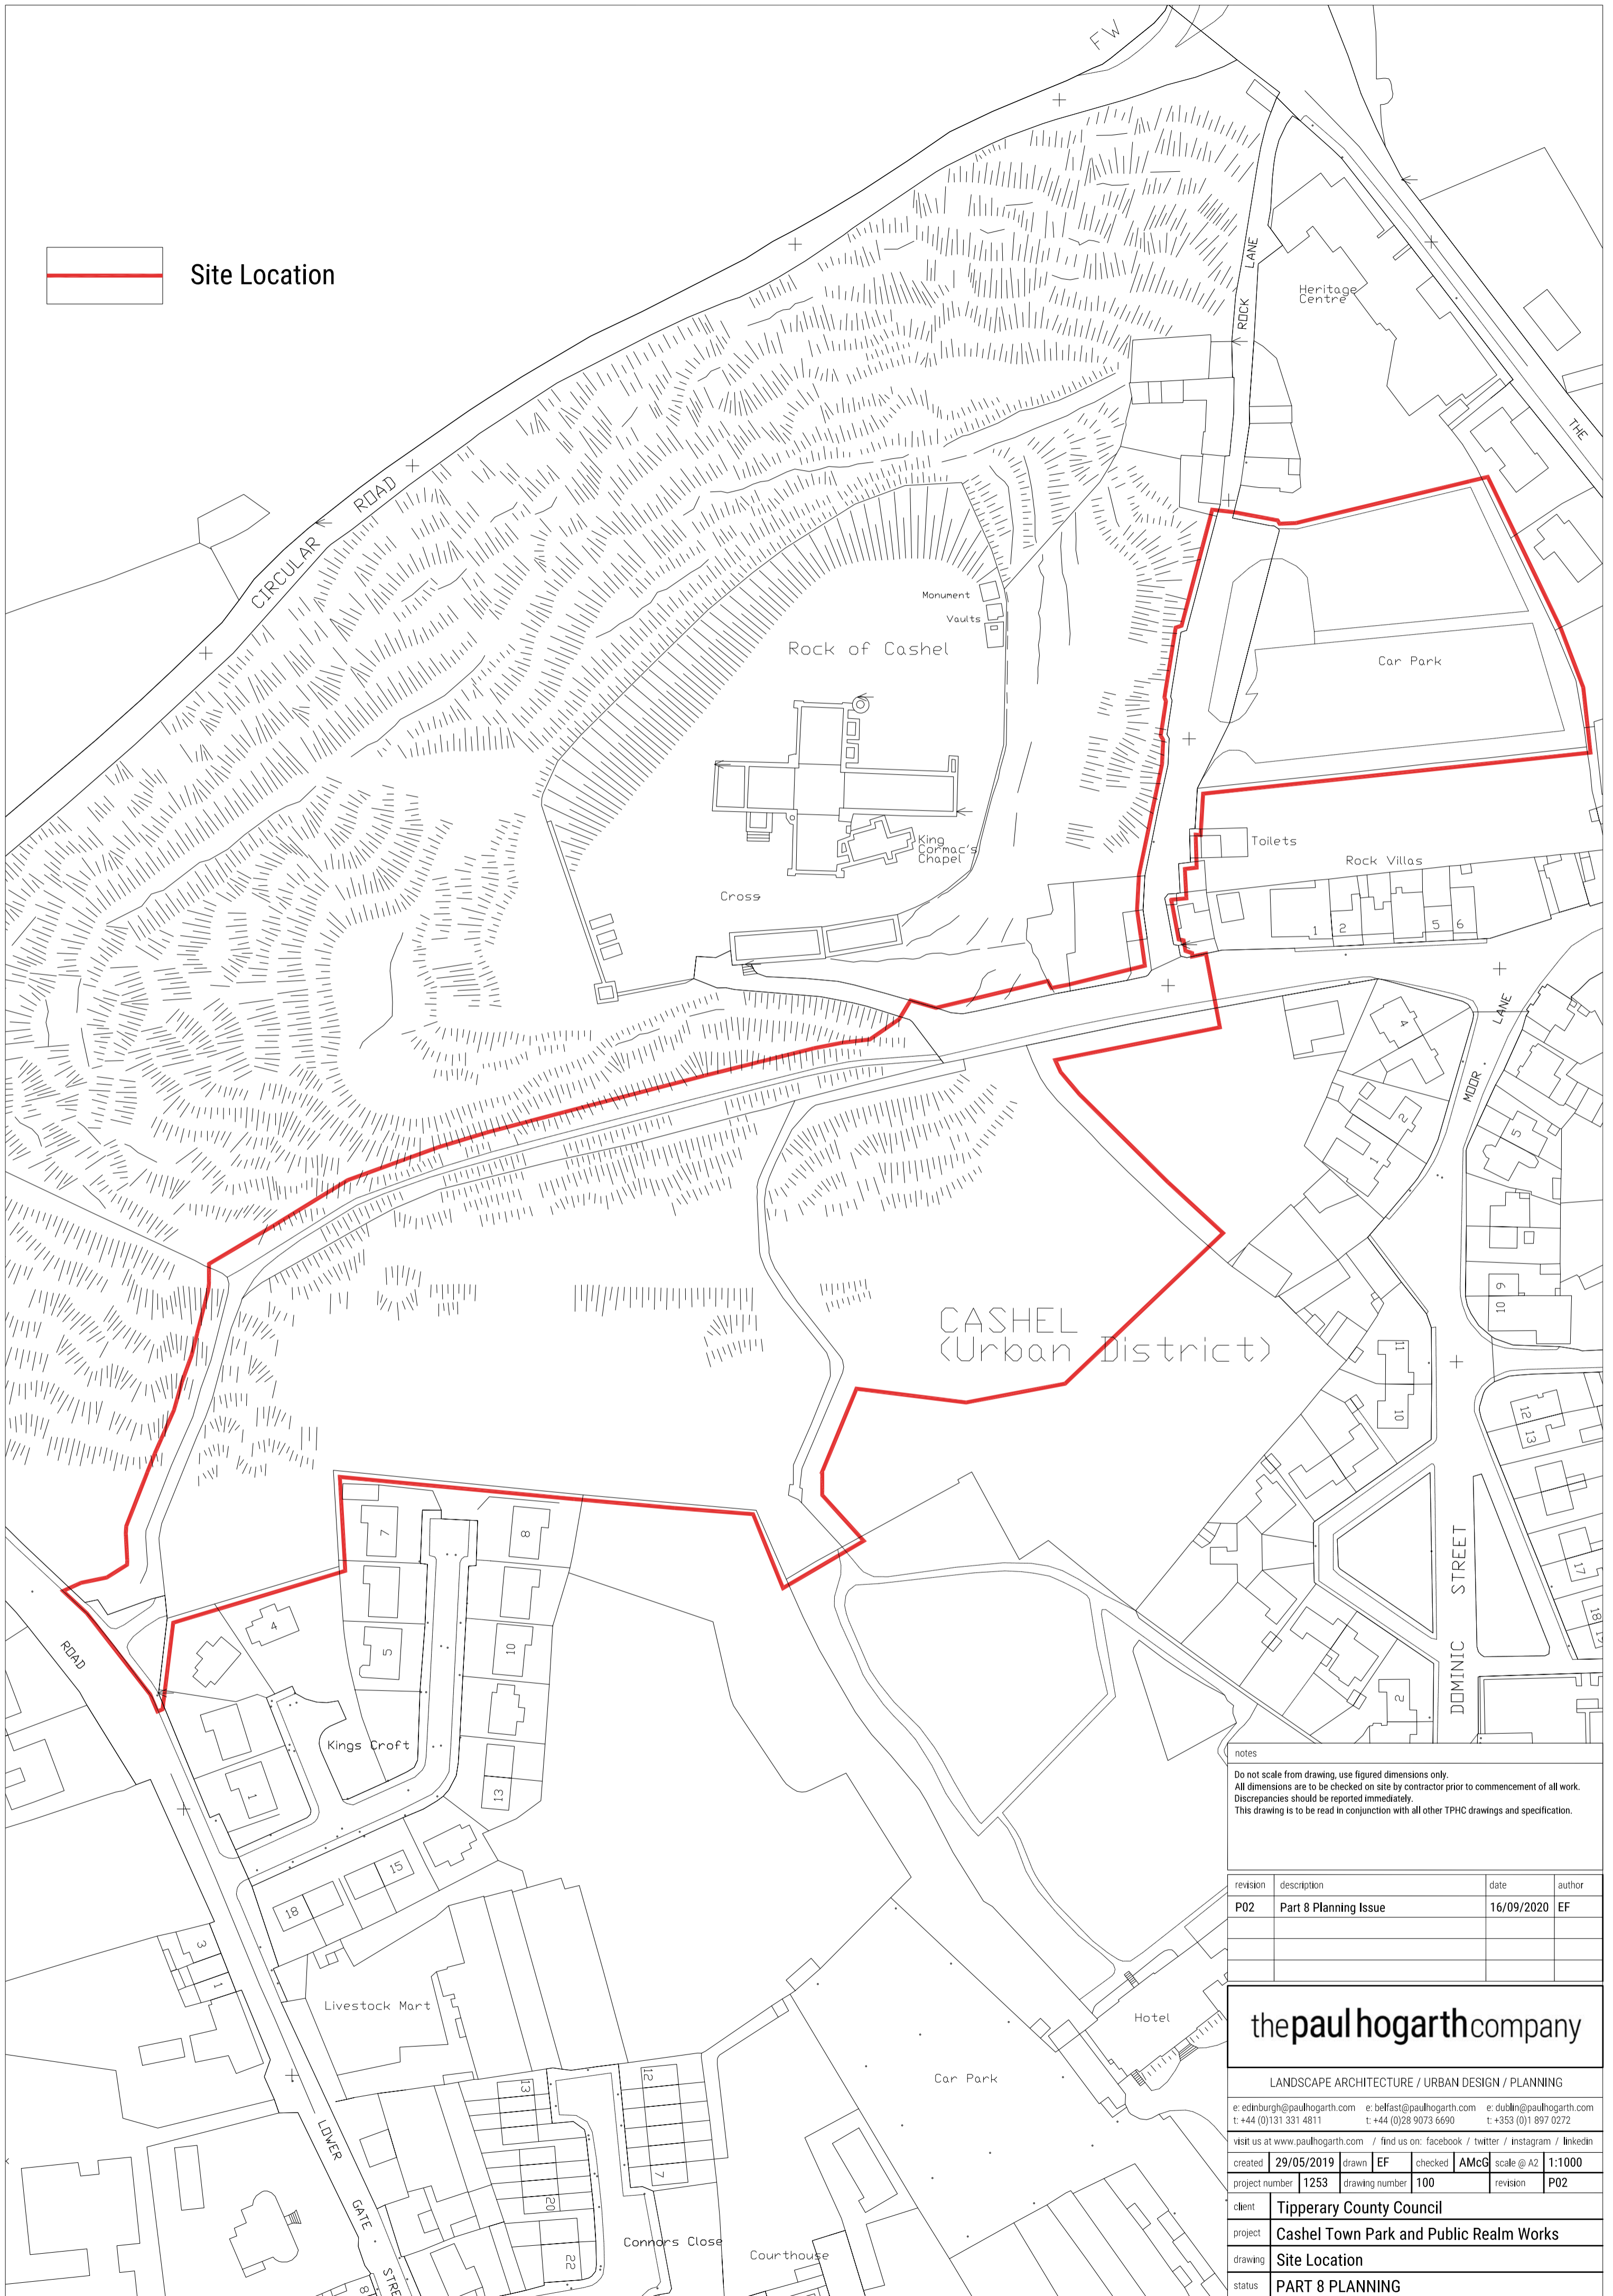 FW
Site Location
ROCK LANE
Heritage
Centre
THE
CIRCULAR ROAD
Monument
Vaults
Rock of Cashel
Car Park
King
Cormac's
Chapel
Cross
Toilets
Rock Villas
1 2 5 6
MOOR LANE
4
2
1
5
9
10
CASHEL
(Urban District)
11
10
12
13
17
18
DOMINIC STREET
2
7
8
4
5
10
ROAD
Kings Croft
1
13
15
18
3
1
Livestock Mart
Hotel
Car Park
LOWER GATE
13
12
20
7
22
8
Connors Close
Courthouse
notes
Do not scale from drawing, use figured dimensions only.
All dimensions are to be checked on site by contractor prior to commencement of all work.
Discrepancies should be reported immediately.
This drawing is to be read in conjunction with all other TPHC drawings and specification.
revision description date author
P02 Part 8 Planning Issue 16/09/2020 EF
thepaulhogarthcompany
LANDSCAPE ARCHITECTURE / URBAN DESIGN / PLANNING
e: edinburgh@paulhogarth.com e: belfast@paulhogarth.com e: dublin@paulhogarth.com
t: +44 (0)131 331 4811 t: +44 (0)28 9073 6690 t: +353 (0)1 897 0272
visit us at www.paulhogarth.com / find us on: facebook / twitter / instagram / linkedin
created 29/05/2019 drawn EF checked AMcG scale @ A2 1:1000
project number 1253 drawing number 100 revision P02
client Tipperary County Council
project Cashel Town Park and Public Realm Works
drawing Site Location
status PART 8 PLANNING